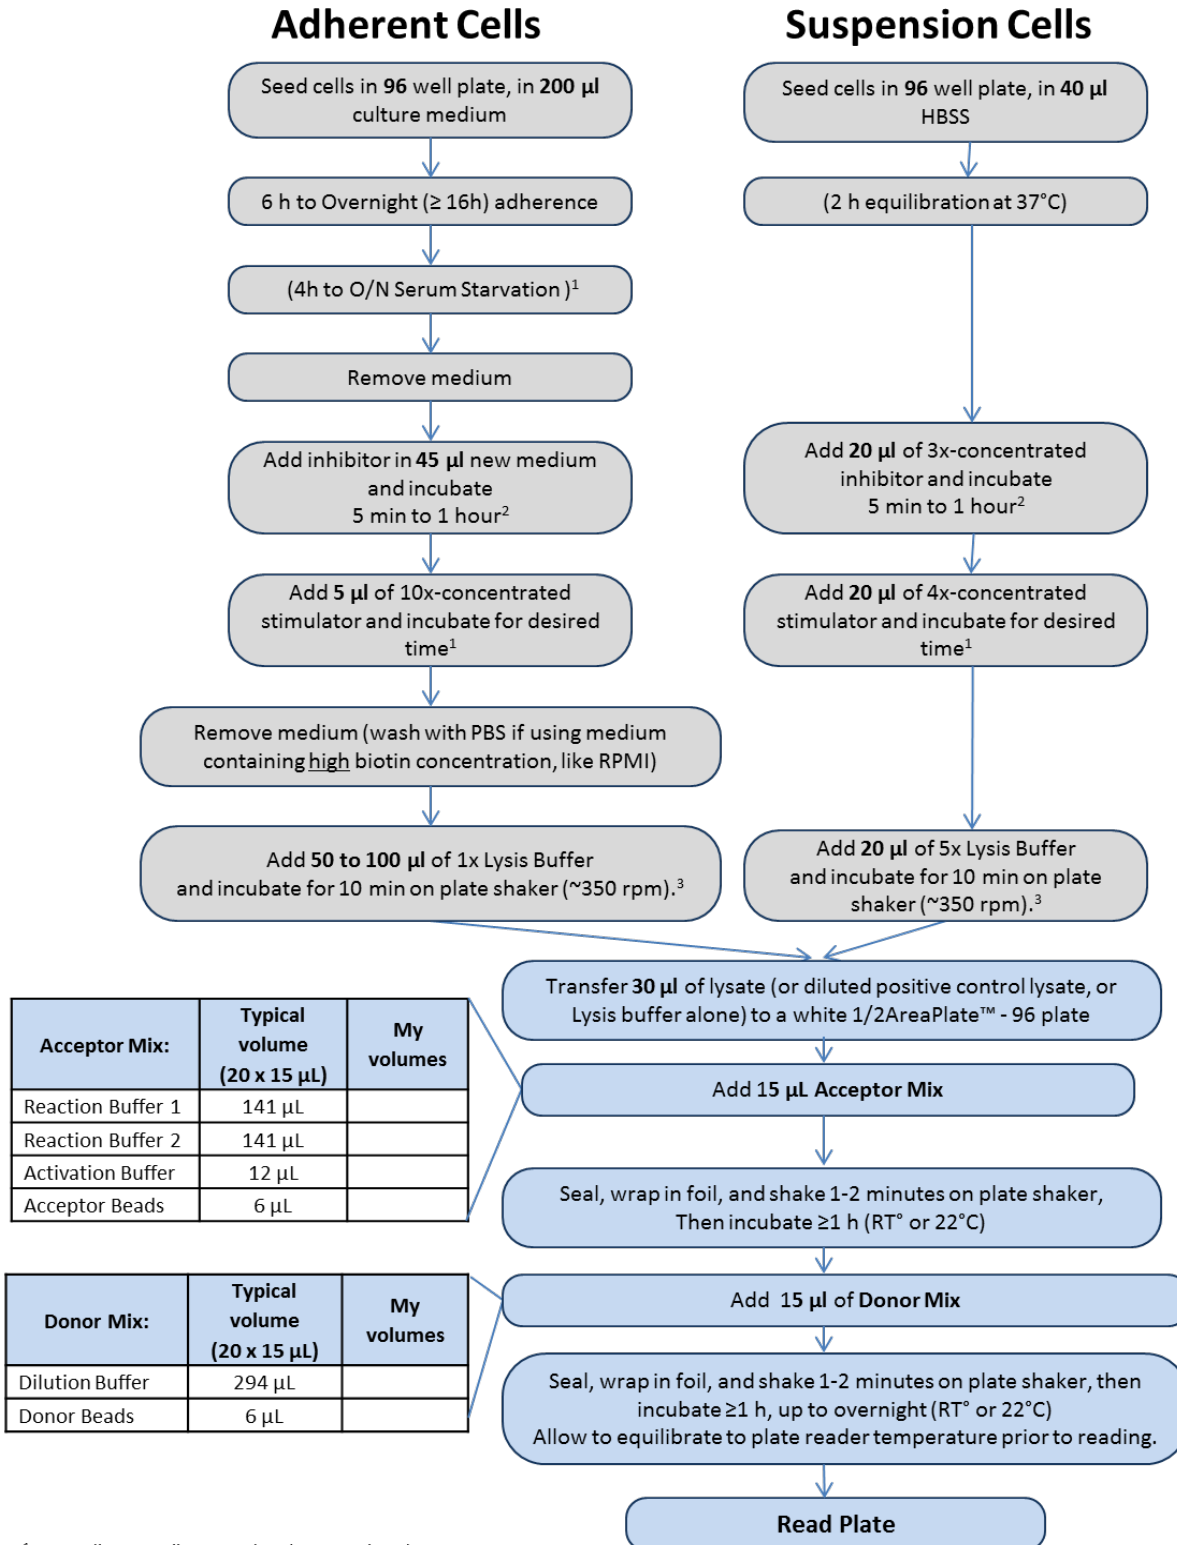 Adherent Cells
Seed cells in 96 well plate, in 200 µl
culture medium
6 h to Overnight (≥ 16h) adherence
(4h to O/N Serum Starvation )¹
Remove medium
Add inhibitor in 45 µl new medium
and incubate
5 min to 1 hour²
Add 5 µl of 10x-concentrated
stimulator and incubate for desired
time¹
Remove medium (wash with PBS if using medium
containing high biotin concentration, like RPMI)
Add 50 to 100 µl of 1x Lysis Buffer
and incubate for 10 min on plate shaker (~350 rpm).³
Suspension Cells
Seed cells in 96 well plate, in 40 µl
HBSS
(2 h equilibration at 37°C)
Add 20 µl of 3x-concentrated
inhibitor and incubate
5 min to 1 hour²
Add 20 µl of 4x-concentrated
stimulator and incubate for desired
time¹
Add 20 µl of 5x Lysis Buffer
and incubate for 10 min on plate
shaker (~350 rpm).³
Transfer 30 µl of lysate (or diluted positive control lysate, or
Lysis buffer alone) to a white 1/2AreaPlate™ - 96 plate
Acceptor Mix: Typical volume (20 x 15 µL) My volumes
Reaction Buffer 1 141 µL
Reaction Buffer 2 141 µL
Activation Buffer 12 µL
Acceptor Beads 6 µL
Add 15 µL Acceptor Mix
Seal, wrap in foil, and shake 1-2 minutes on plate shaker,
Then incubate ≥1 h (RT° or 22°C)
Donor Mix: Typical volume (20 x 15 µL) My volumes
Dilution Buffer 294 µL
Donor Beads 6 µL
Add 15 µl of Donor Mix
Seal, wrap in foil, and shake 1-2 minutes on plate shaker, then
incubate ≥1 h, up to overnight (RT° or 22°C)
Allow to equilibrate to plate reader temperature prior to reading.
Read Plate